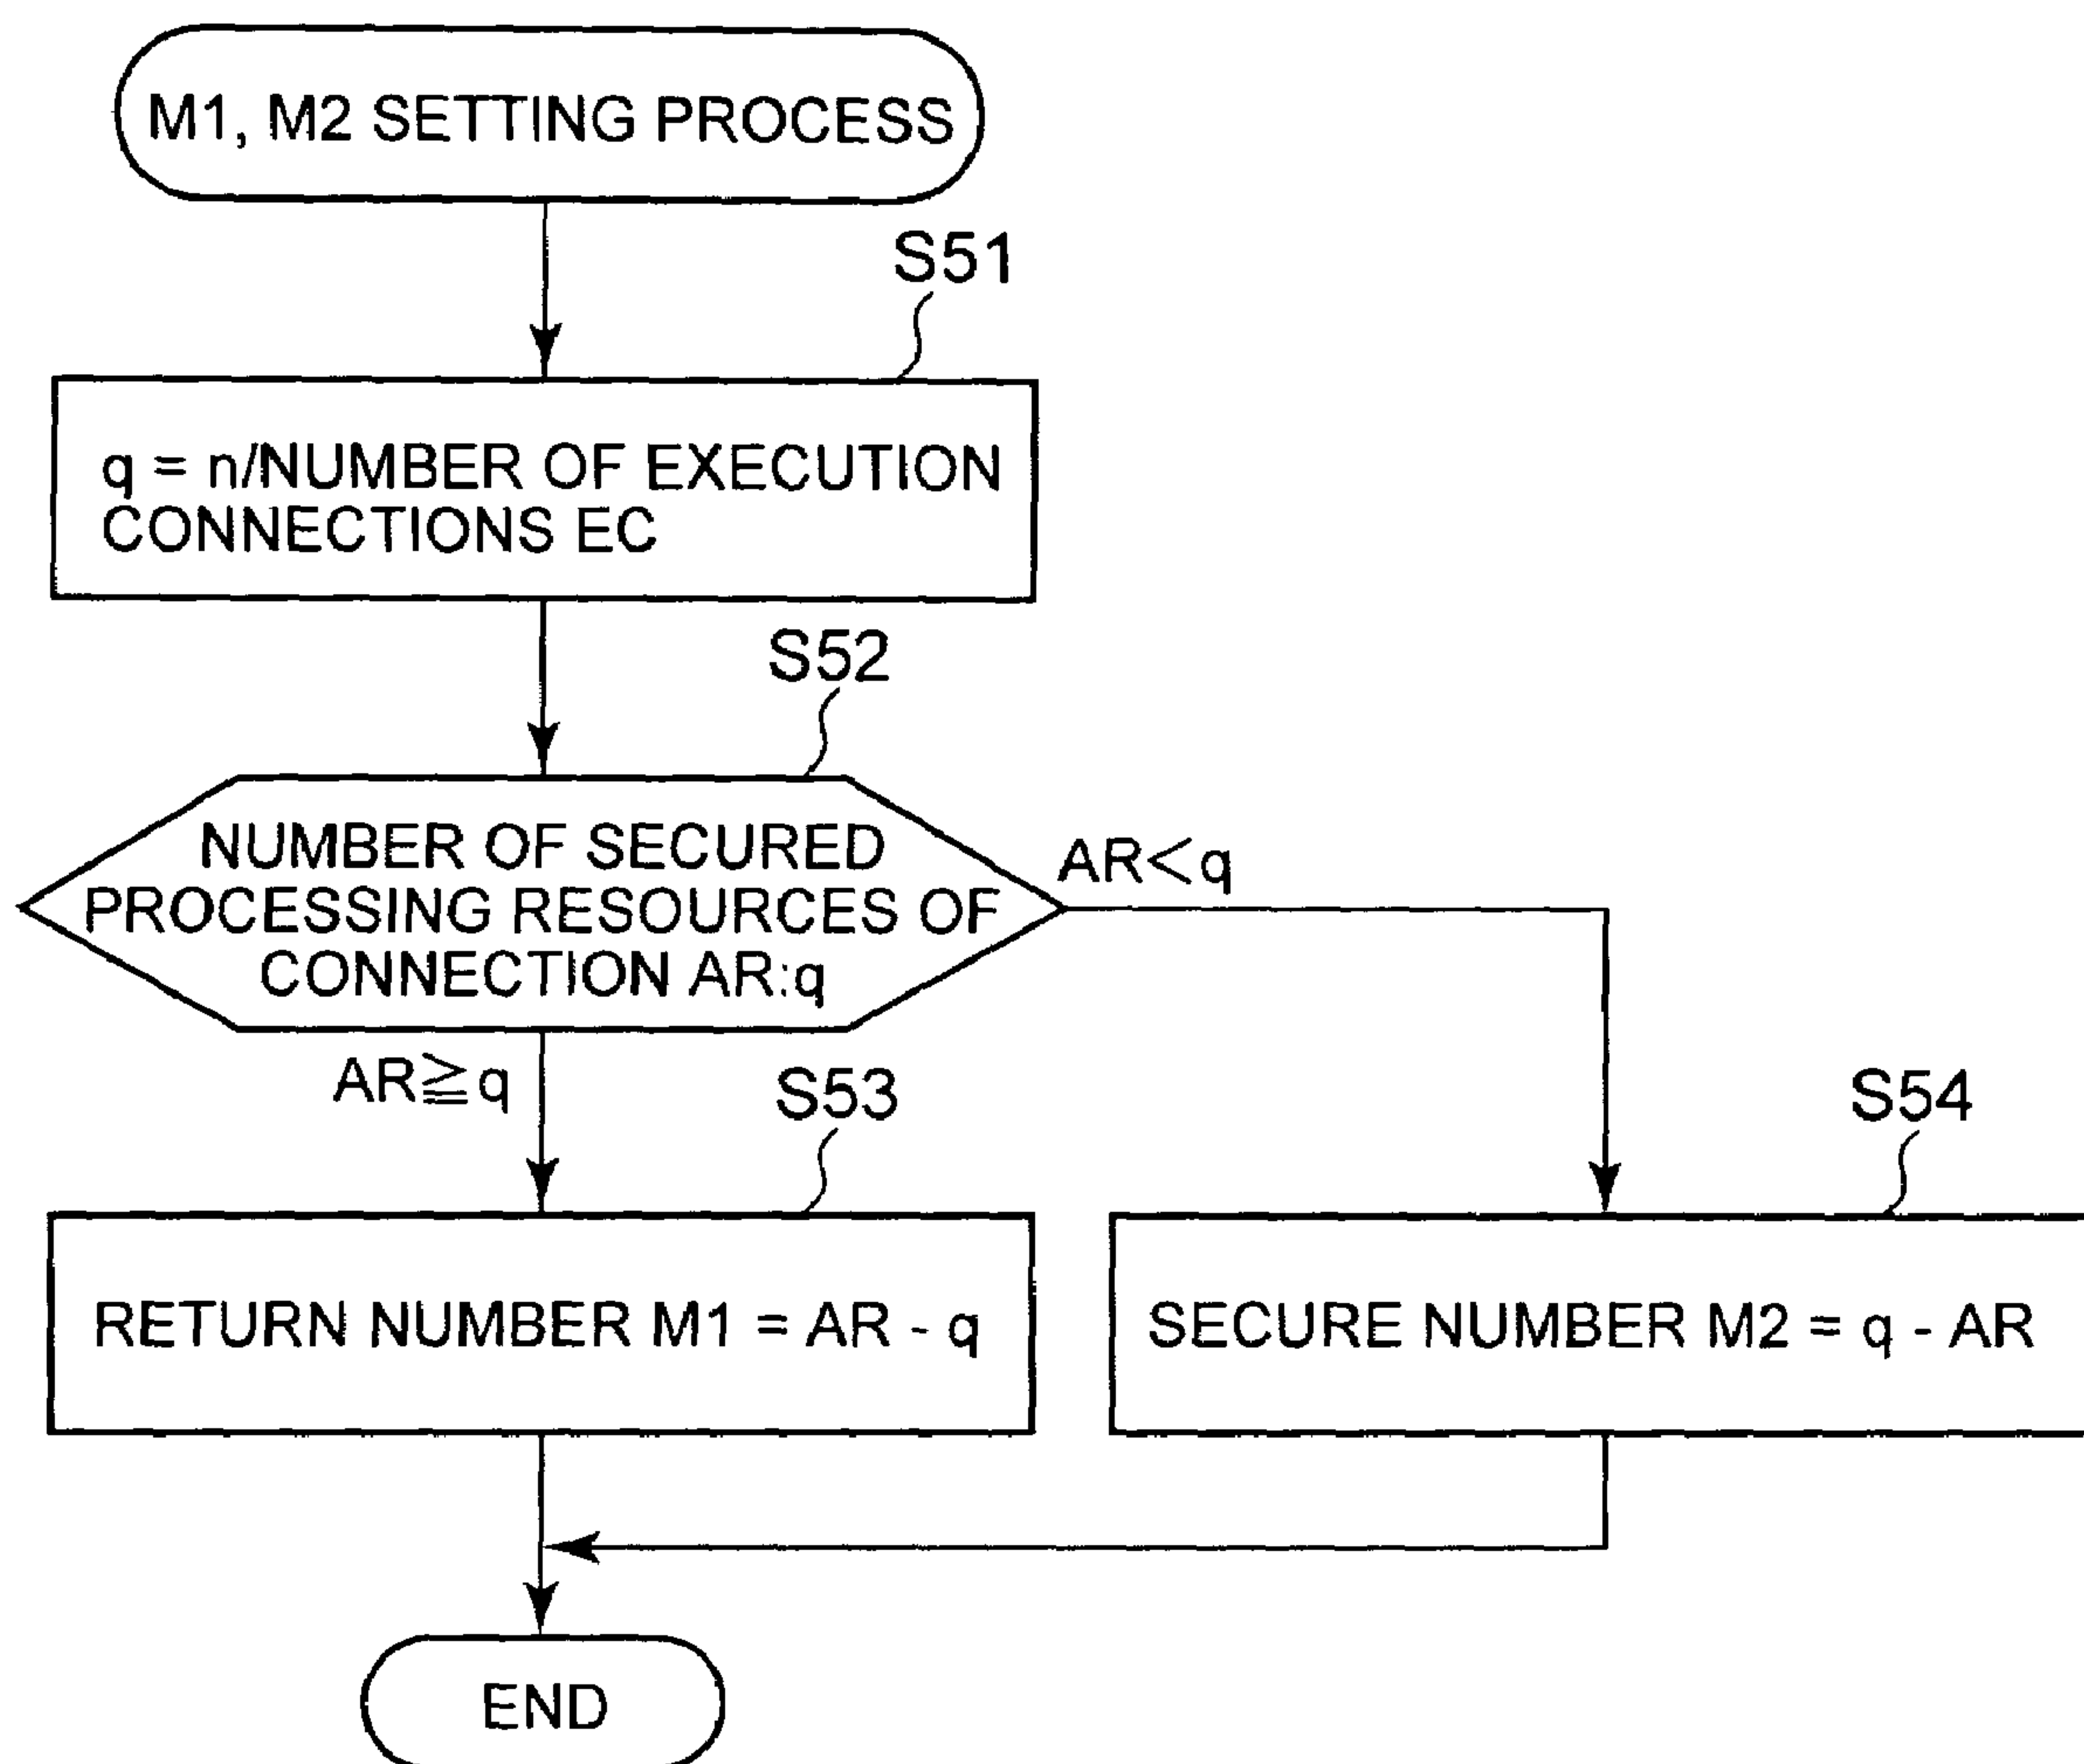 M1, M2 SETTING PROCESS
S51
q = n/NUMBER OF EXECUTION
CONNECTIONS EC
S52
NUMBER OF SECURED
PROCESSING RESOURCES OF
CONNECTION AR:q
AR<q
AR≧q
S53
S54
RETURN NUMBER M1 = AR - q
SECURE NUMBER M2 = q - AR
END